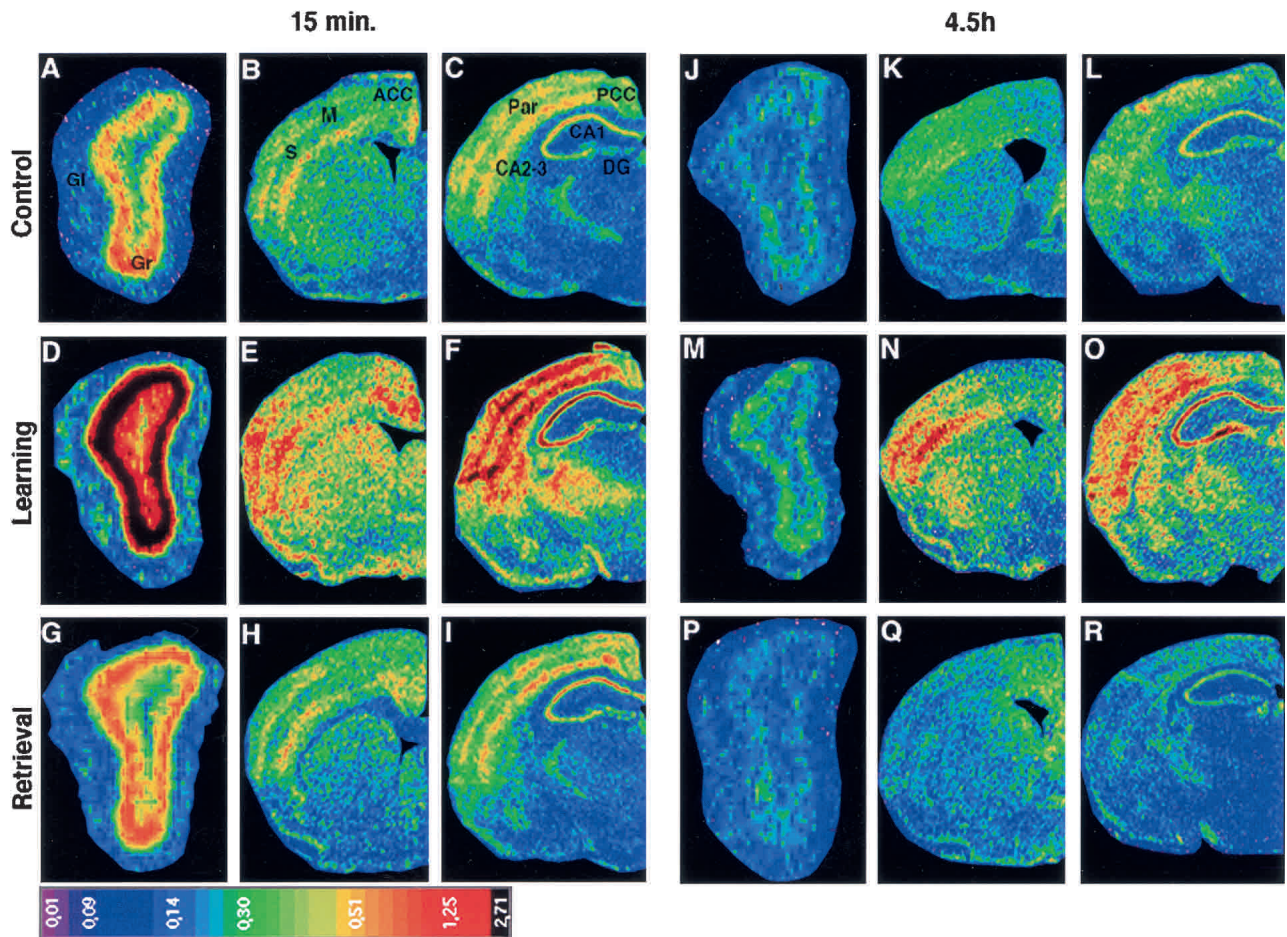 15 min. 4.5h
Control
A B C J K L
ACC PCC
M Par
CA1
S
Gl CA2-3 DG
Gr
Learning
D E F M N O
Retrieval
G H I P Q R
0,01 0,09 0,14 0,30 0,51 1,25 2,71